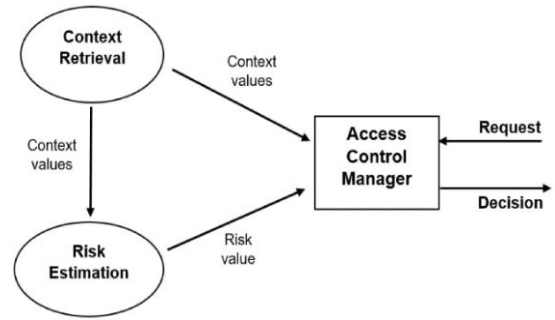 Context
Retrieval
Context
values
Context
values
Access
Control
Manager
Request
Decision
Risk
Estimation
Risk
value